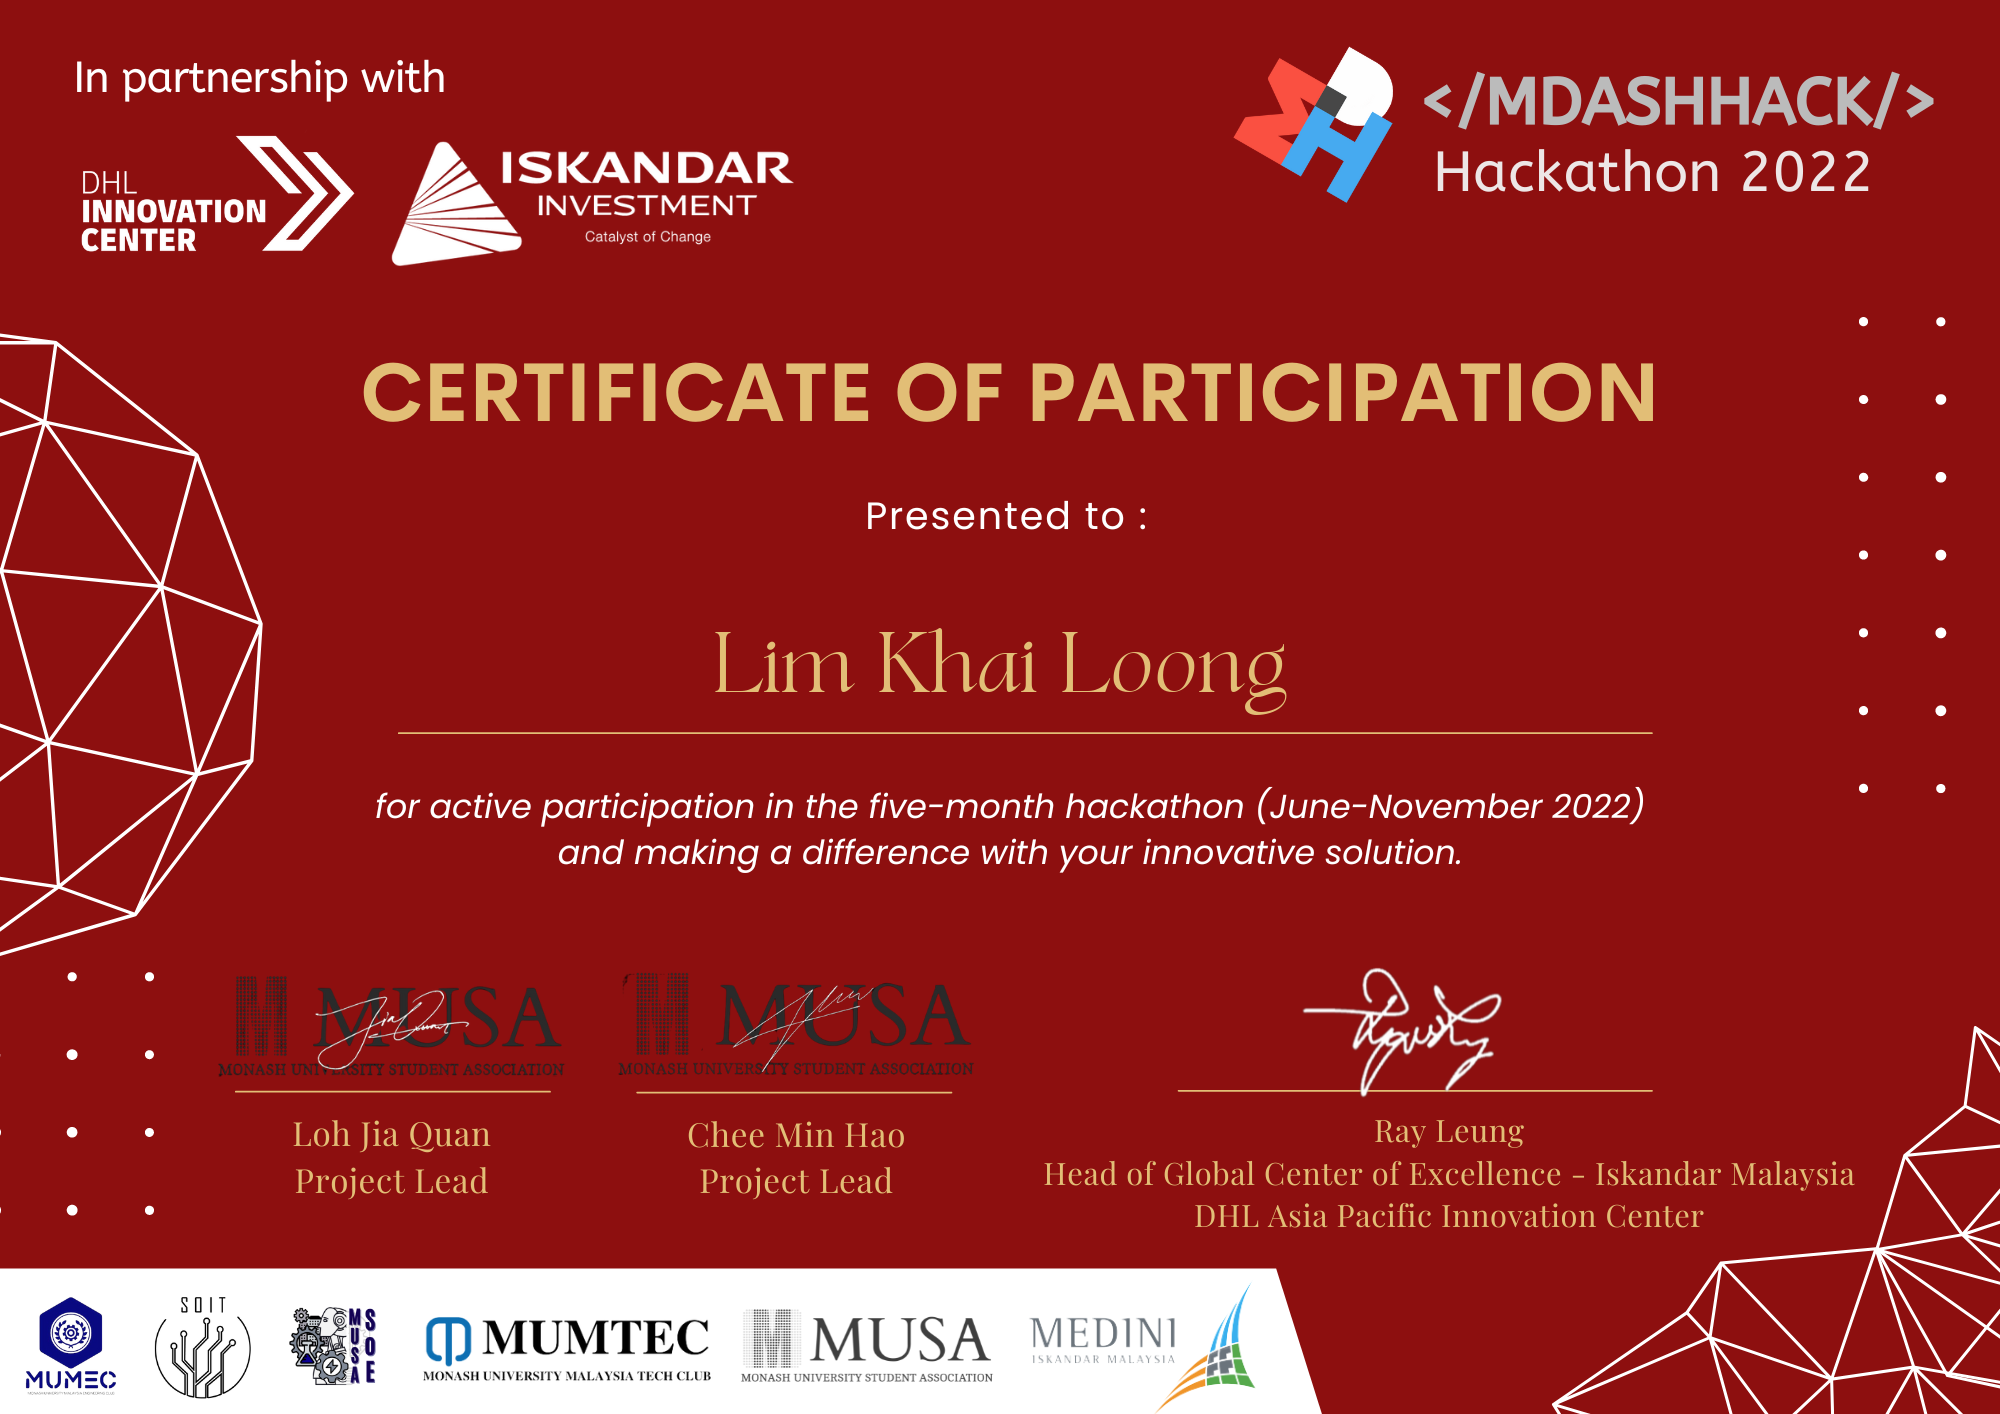 In partnership with
DHL
INNOVATION
CENTER
ISKANDAR
INVESTMENT
Catalyst of Change
MDH
</MDASHHACK/>
Hackathon 2022
CERTIFICATE OF PARTICIPATION
Presented to :
Lim Khai Loong
for active participation in the five-month hackathon (June-November 2022)
and making a difference with your innovative solution.
MUSA
MONASH UNIVERSITY STUDENT ASSOCIATION
Loh Jia Quan
Project Lead
MUSA
MONASH UNIVERSITY STUDENT ASSOCIATION
Chee Min Hao
Project Lead
Ray Leung
Head of Global Center of Excellence - Iskandar Malaysia
DHL Asia Pacific Innovation Center
MUMEC
SOIT
MUSA
SOE
MUMTEC
MONASH UNIVERSITY MALAYSIA TECH CLUB
MUSA
MONASH UNIVERSITY STUDENT ASSOCIATION
MEDINI
ISKANDAR MALAYSIA